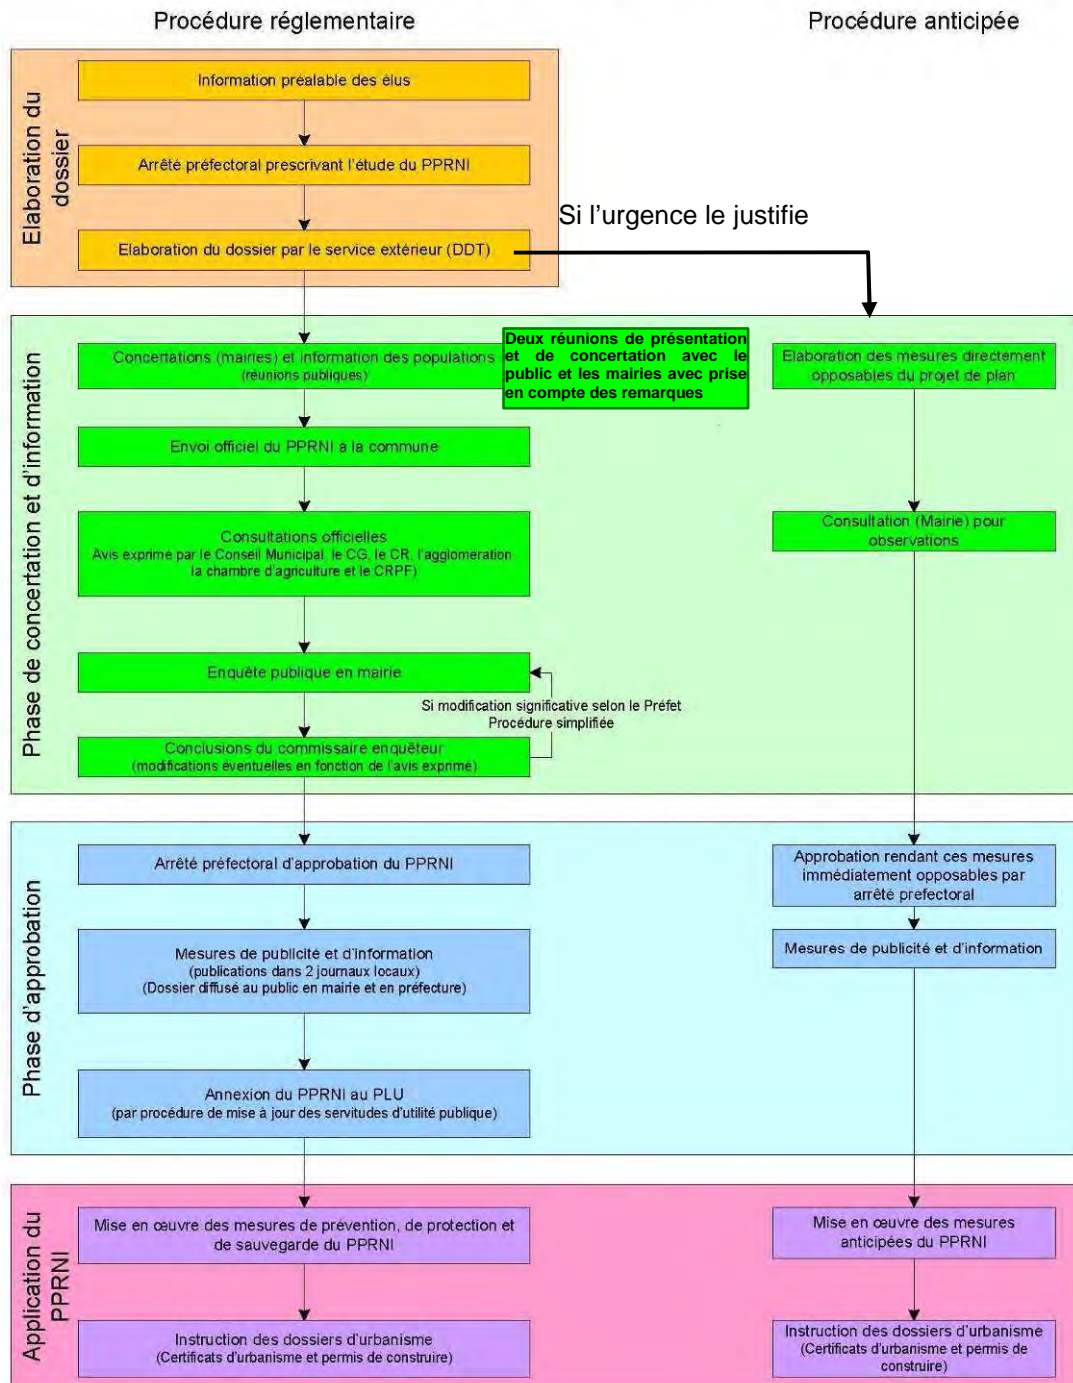 Procédure réglementaire
Procédure anticipée
Elaboration du
dossier
Information préalable des élus
Arrêté préfectoral prescrivant l'étude du PPRNI
Elaboration du dossier par le service extérieur (DDT)
Si l'urgence le justifie
Phase de concertation et d'information
Concertations (mairies) et information des populations
(réunions publiques)
Deux réunions de présentation
et de concertation avec le
public et les mairies avec prise
en compte des remarques
Elaboration des mesures directement
opposables du projet de plan
Envoi officiel du PPRNI à la commune
Consultations officielles
Avis exprimé par le Conseil Municipal, le CG, le CR, l'agglomération
la chambre d'agriculture et le CRPF)
Consultation (Mairie) pour
observations
Enquête publique en mairie
Si modification significative selon le Préfet
Procédure simplifiée
Conclusions du commissaire enquêteur
(modifications éventuelles en fonction de l'avis exprimé)
Phase d'approbation
Arrêté préfectoral d'approbation du PPRNI
Approbation rendant ces mesures
immédiatement opposables par
arrêté prefectoral
Mesures de publicité et d'information
(publications dans 2 journaux locaux)
(Dossier diffusé au public en mairie et en préfecture)
Mesures de publicité et d'information
Annexion du PPRNI au PLU
(par procédure de mise à jour des servitudes d'utilité publique)
Application du
PPRNI
Mise en œuvre des mesures de prévention, de protection et
de sauvegarde du PPRNI
Mise en œuvre des mesures
anticipées du PPRNI
Instruction des dossiers d'urbanisme
(Certificats d'urbanisme et permis de construire)
Instruction des dossiers d'urbanisme
(Certificats d'urbanisme et permis de
construire)